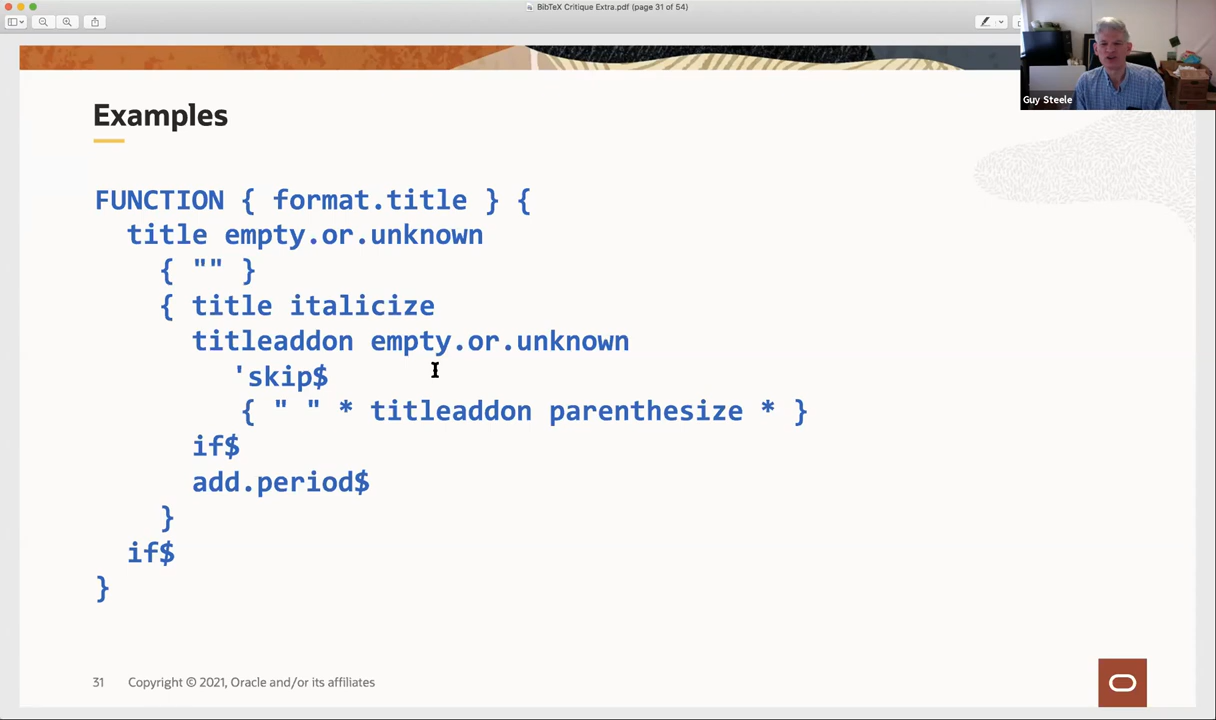 BibTeX Critique Extra.pdf (page 31 of 54)
Guy Steele
Examples
FUNCTION { format.title } {
title empty.or.unknown
{ "" }
{ title italicize
titleaddon empty.or.unknown
'skip$
{ " " * titleaddon parenthesize * }
if$
add.period$
}
if$
}
31 Copyright © 2021, Oracle and/or its affiliates